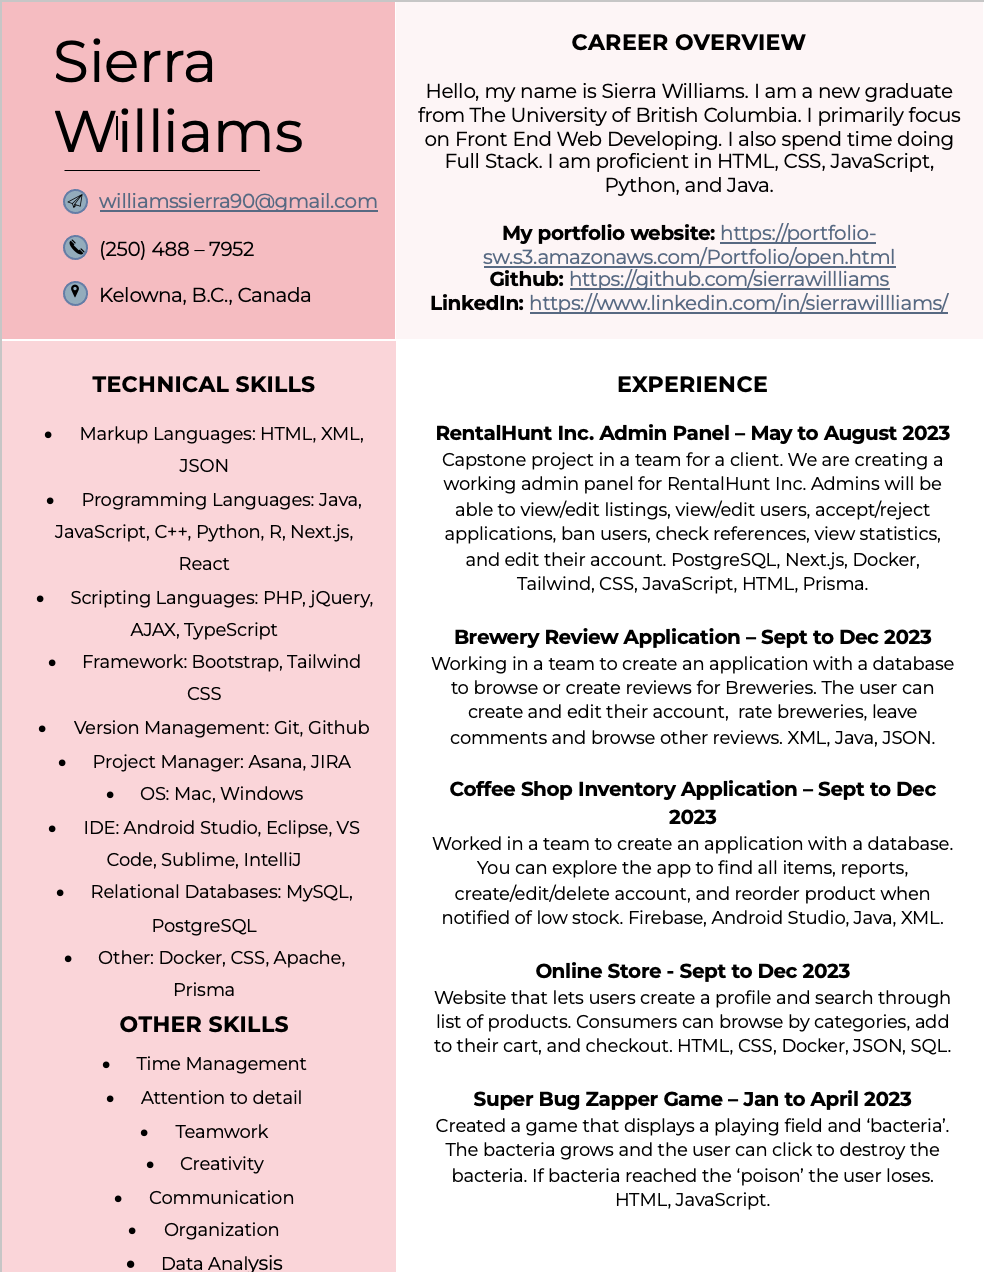 Sierra
Williams
williamssierra90@gmail.com
(250) 488 – 7952
Kelowna, B.C., Canada
CAREER OVERVIEW
Hello, my name is Sierra Williams. I am a new graduate
from The University of British Columbia. I primarily focus
on Front End Web Developing. I also spend time doing
Full Stack. I am proficient in HTML, CSS, JavaScript,
Python, and Java.
My portfolio website: https://portfolio-
sw.s3.amazonaws.com/Portfolio/open.html
Github: https://github.com/sierrawillliams
LinkedIn: https://www.linkedin.com/in/sierrawillliams/
TECHNICAL SKILLS
• Markup Languages: HTML, XML,
JSON
• Programming Languages: Java,
JavaScript, C++, Python, R, Next.js,
React
• Scripting Languages: PHP, jQuery,
AJAX, TypeScript
• Framework: Bootstrap, Tailwind
CSS
• Version Management: Git, Github
• Project Manager: Asana, JIRA
• OS: Mac, Windows
• IDE: Android Studio, Eclipse, VS
Code, Sublime, IntelliJ
• Relational Databases: MySQL,
PostgreSQL
• Other: Docker, CSS, Apache,
Prisma
OTHER SKILLS
• Time Management
• Attention to detail
• Teamwork
• Creativity
• Communication
• Organization
• Data Analysis
EXPERIENCE
RentalHunt Inc. Admin Panel – May to August 2023
Capstone project in a team for a client. We are creating a
working admin panel for RentalHunt Inc. Admins will be
able to view/edit listings, view/edit users, accept/reject
applications, ban users, check references, view statistics,
and edit their account. PostgreSQL, Next.js, Docker,
Tailwind, CSS, JavaScript, HTML, Prisma.
Brewery Review Application – Sept to Dec 2023
Working in a team to create an application with a database
to browse or create reviews for Breweries. The user can
create and edit their account,  rate breweries, leave
comments and browse other reviews. XML, Java, JSON.
Coffee Shop Inventory Application – Sept to Dec
2023
Worked in a team to create an application with a database.
You can explore the app to find all items, reports,
create/edit/delete account, and reorder product when
notified of low stock. Firebase, Android Studio, Java, XML.
Online Store - Sept to Dec 2023
Website that lets users create a profile and search through
list of products. Consumers can browse by categories, add
to their cart, and checkout. HTML, CSS, Docker, JSON, SQL.
Super Bug Zapper Game – Jan to April 2023
Created a game that displays a playing field and ‘bacteria’.
The bacteria grows and the user can click to destroy the
bacteria. If bacteria reached the ‘poison’ the user loses.
HTML, JavaScript.